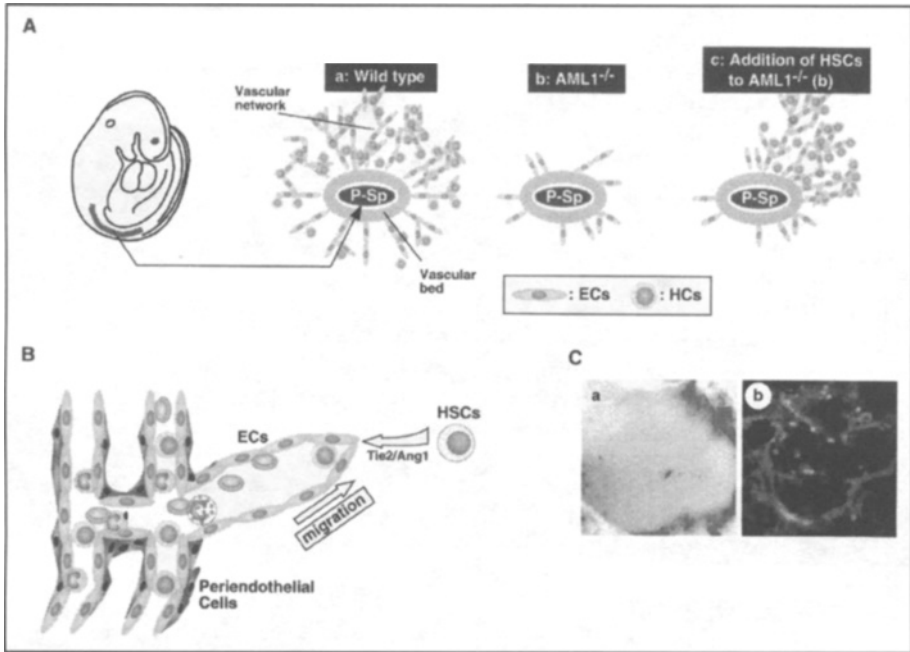 A
a: Wild type
b: AML1-/-
c: Addition of HSCs
to AML1-/- (b)
Vascular
network
P-Sp
P-Sp
P-Sp
Vascular
bed
: ECs
: HCs
B
ECs
HSCs
Tie2/Ang1
migration
Periendothelial
Cells
C
a
b